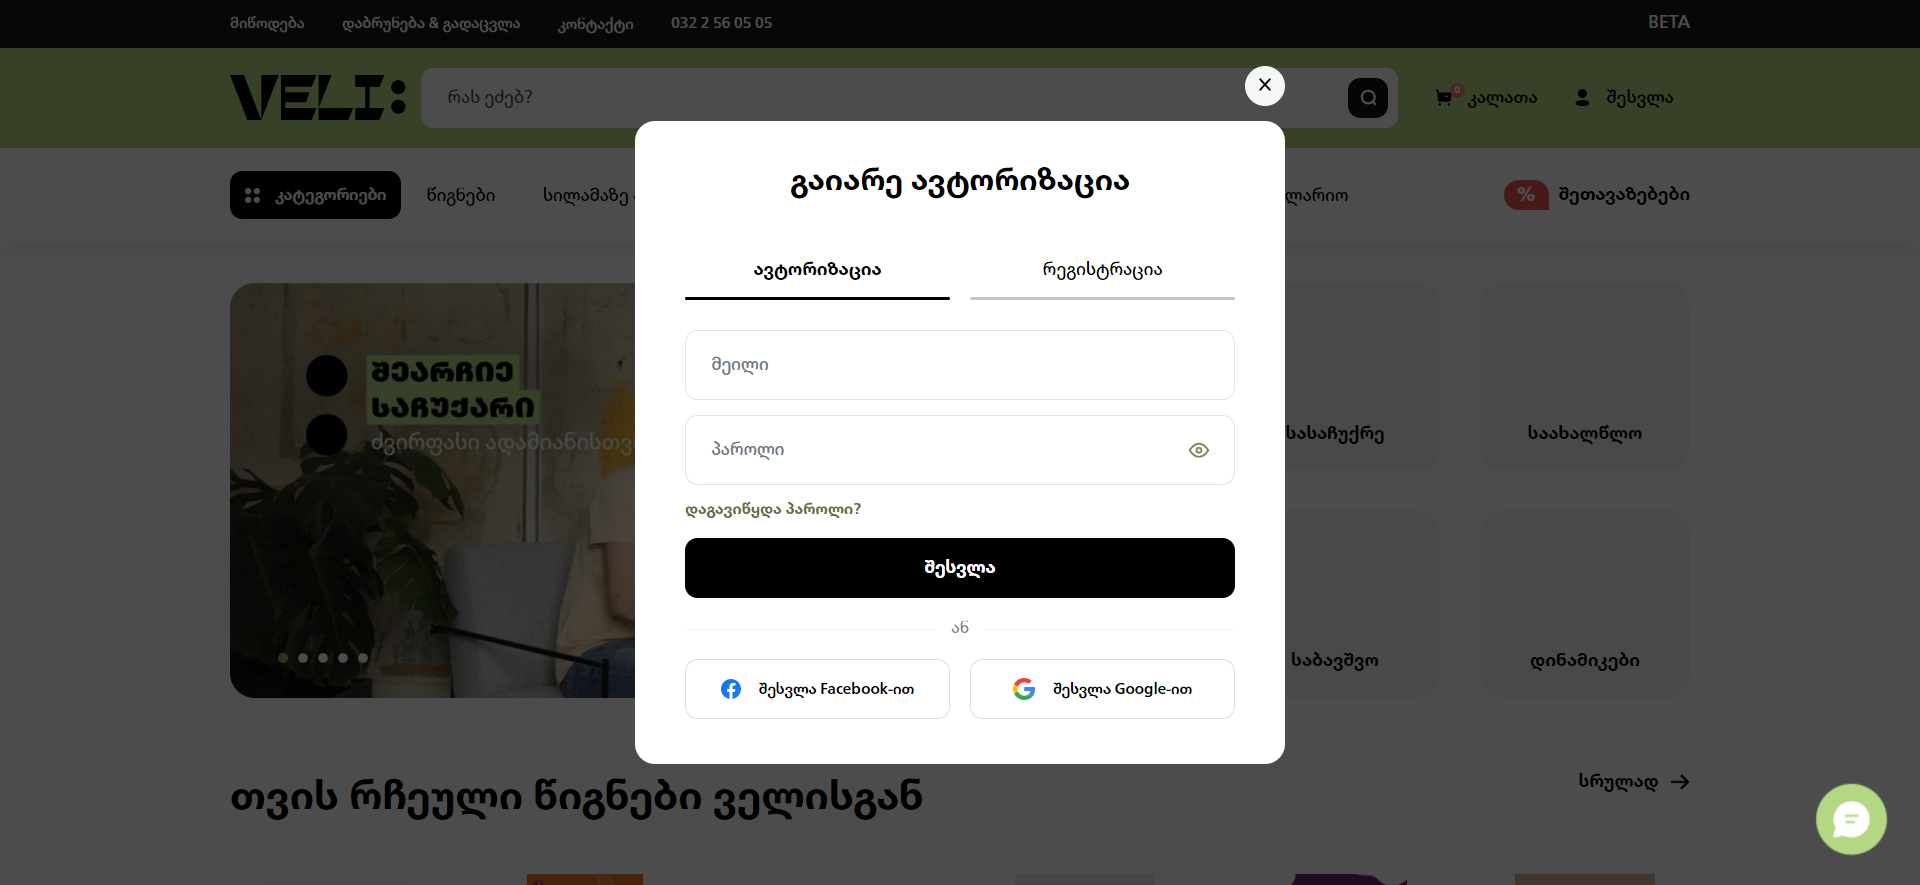 მიწოდება
დაბრუნება & გადაცვლა
კონტაქტი
032 2 56 05 05
BETA
VELI:
რას ეძებ?
0
კალათა
შესვლა
კატეგორიები
წიგნები
სილამაზე
ლარიო
%
შეთავაზებები
გაიარე ავტორიზაცია
ავტორიზაცია
რეგისტრაცია
მეილი
პაროლი
დაგავიწყდა პაროლი?
შესვლა
ან
შესვლა Facebook-ით
შესვლა Google-ით
შეარჩიე
საჩუქარი
ძვირფასი ადამიანისთვ
სასაჩუქრე
საახალწლო
საბავშვო
დინამიკები
თვის რჩეული წიგნები ველისგან
სრულად